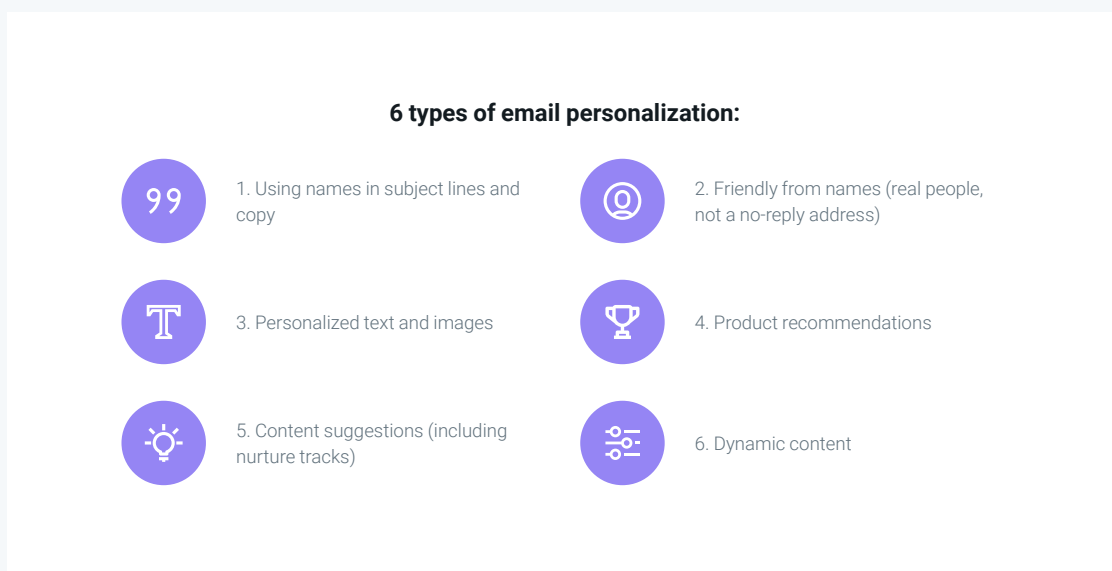 6 types of email personalization:
1. Using names in subject lines and
copy
2. Friendly from names (real people,
not a no-reply address)
3. Personalized text and images
4. Product recommendations
5. Content suggestions (including
nurture tracks)
6. Dynamic content